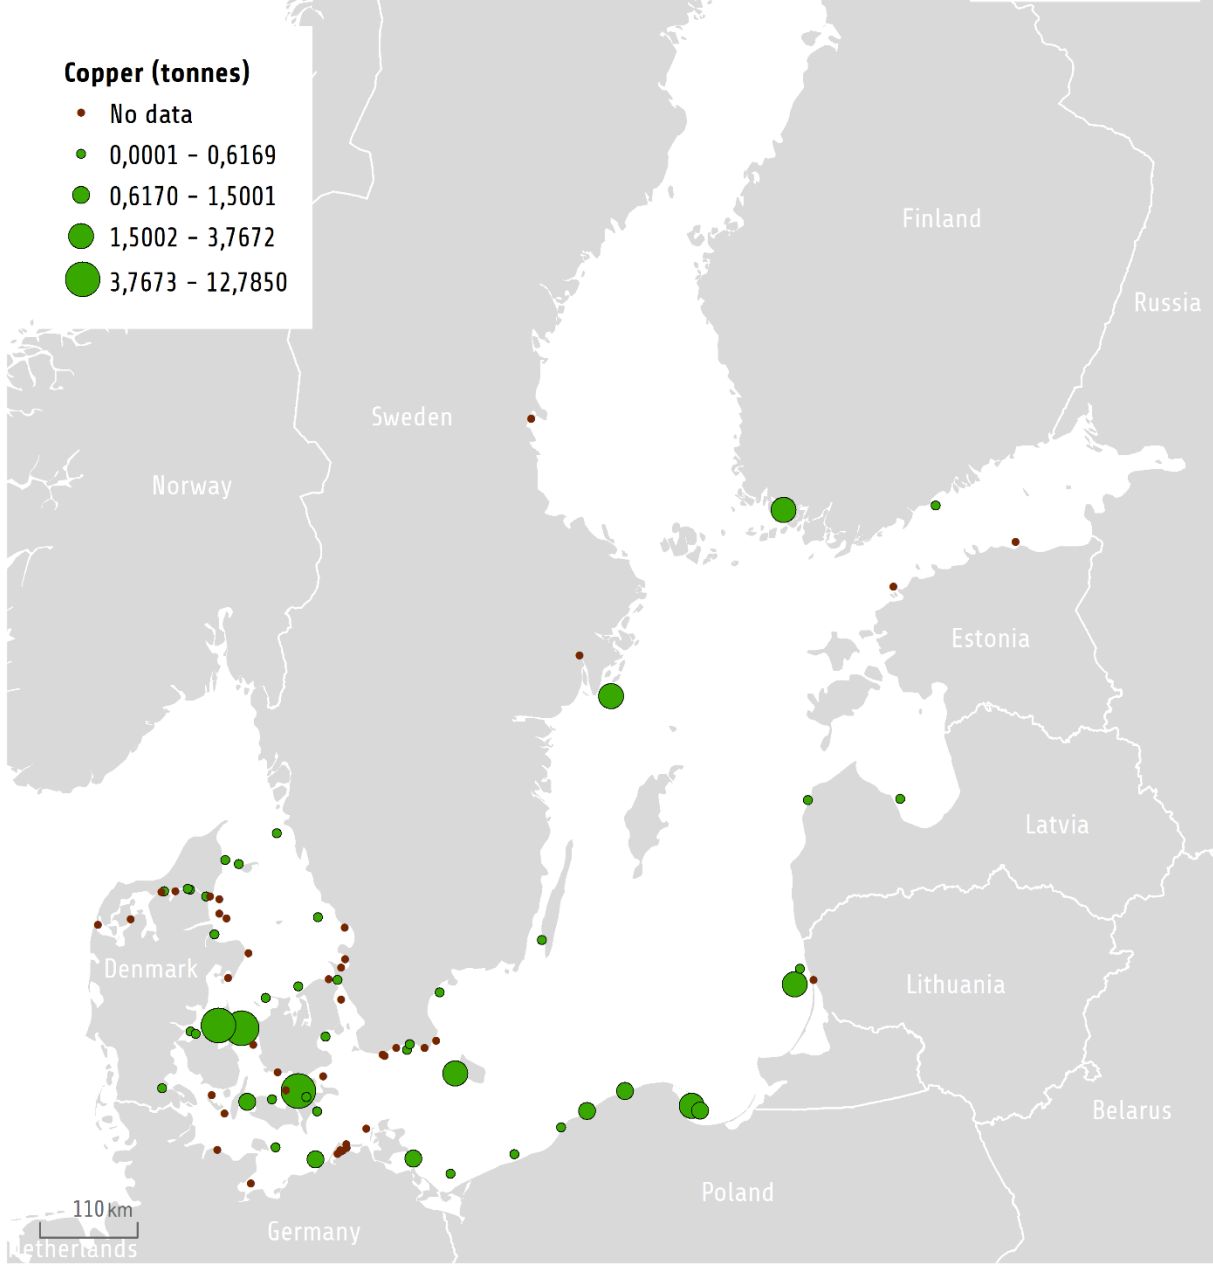 Copper (tonnes)
No data
0,0001 – 0,6169
0,6170 – 1,5001
1,5002 – 3,7672
3,7673 – 12,7850
Finland
Russia
Sweden
Norway
Estonia
Latvia
Denmark
Lithuania
Belarus
Poland
110 km
Germany
Netherlands